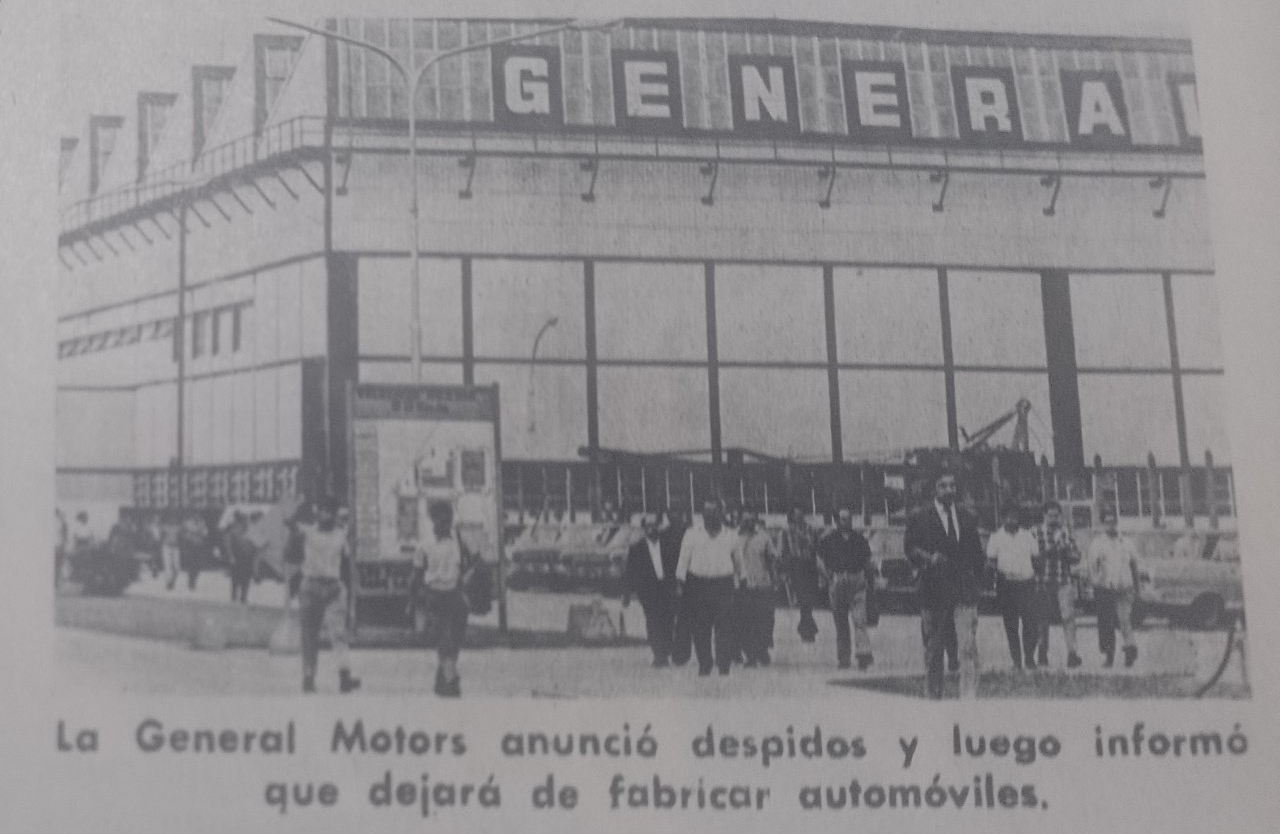 GENERA
La General Motors anunció despidos y luego informó
que dejará de fabricar automóviles.